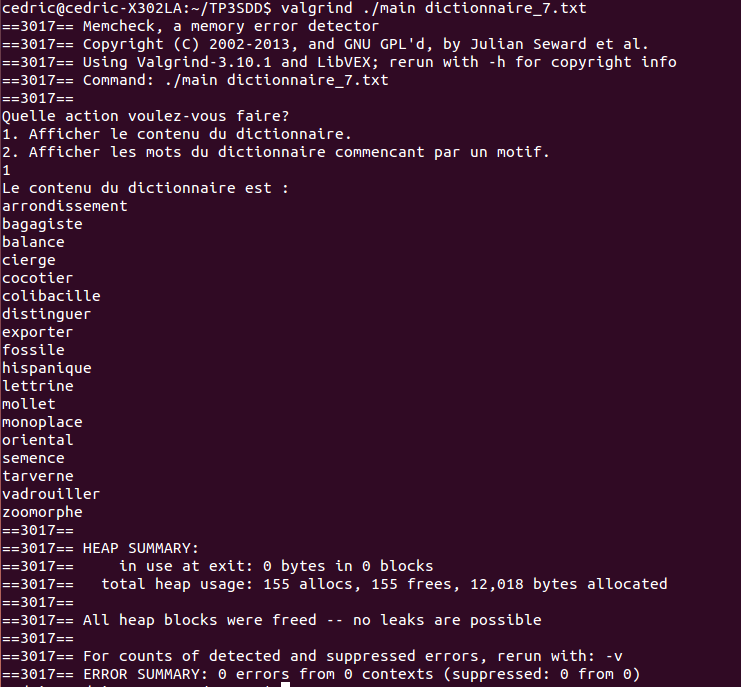 cedric@cedric-X302LA:~/TP3SDD$ valgrind ./main dictionnaire_7.txt
==3017== Memcheck, a memory error detector
==3017== Copyright (C) 2002-2013, and GNU GPL'd, by Julian Seward et al.
==3017== Using Valgrind-3.10.1 and LibVEX; rerun with -h for copyright info
==3017== Command: ./main dictionnaire_7.txt
==3017==
Quelle action voulez-vous faire?
1. Afficher le contenu du dictionnaire.
2. Afficher les mots du dictionnaire commencant par un motif.
1
Le contenu du dictionnaire est :
arrondissement
bagagiste
balance
cierge
cocotier
colibacille
distinguer
exporter
fossile
hispanique
lettrine
mollet
monoplace
oriental
semence
tarverne
vadrouiller
zoomorphe
==3017==
==3017== HEAP SUMMARY:
==3017==     in use at exit: 0 bytes in 0 blocks
==3017==   total heap usage: 155 allocs, 155 frees, 12,018 bytes allocated
==3017==
==3017== All heap blocks were freed -- no leaks are possible
==3017==
==3017== For counts of detected and suppressed errors, rerun with: -v
==3017== ERROR SUMMARY: 0 errors from 0 contexts (suppressed: 0 from 0)